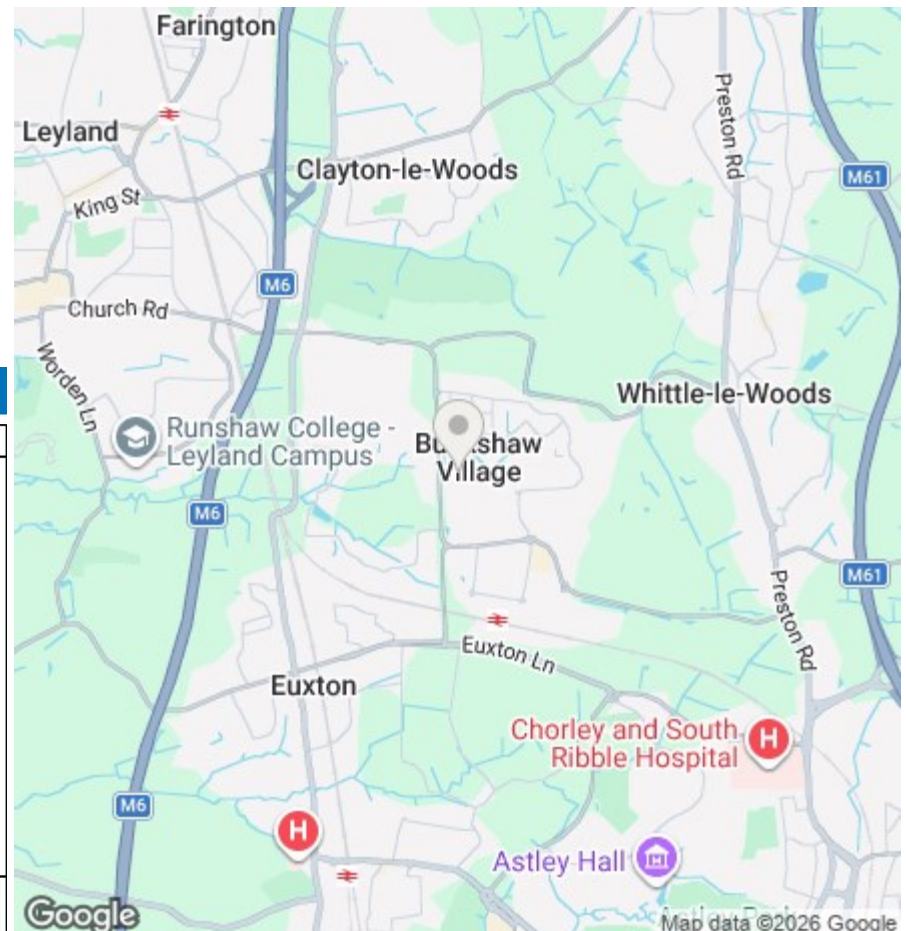 Farington
Leyland
Clayton-le-Woods
Preston Rd
M61
King St
M6
Church Rd
Worden Ln
Whittle-le-Woods
Runshaw College -
Leyland Campus
Village
M6
M61
Preston Rd
Euxton Ln
Euxton
Chorley and South
Ribble Hospital
H
M6
H
Astley Hall
Google
Map data ©2026 Google